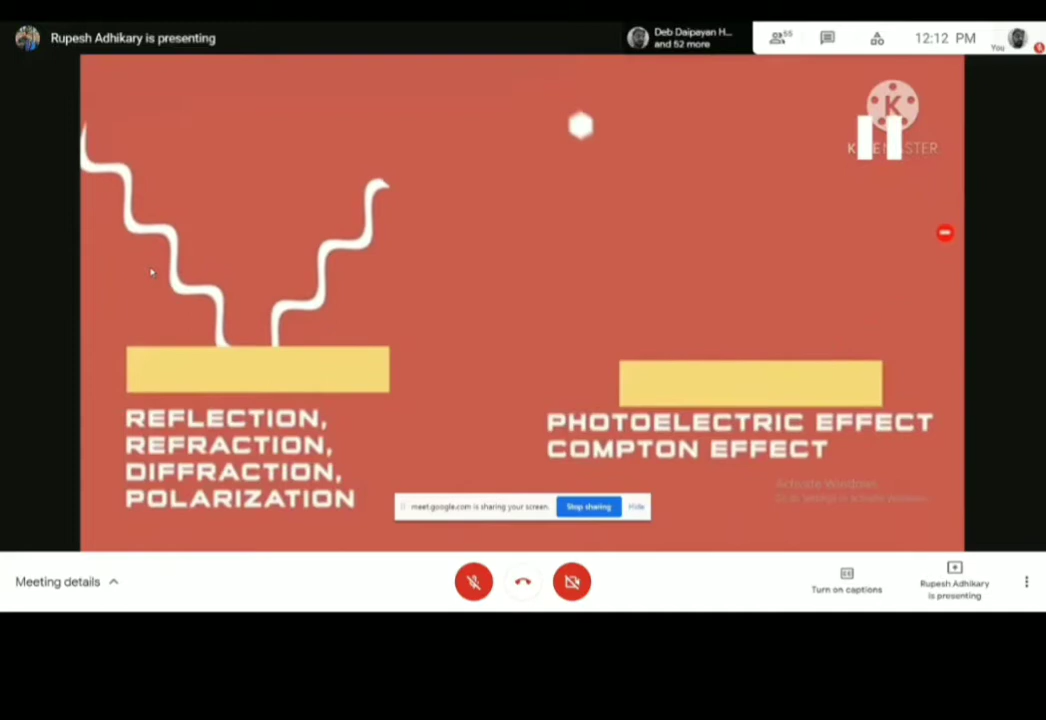 Rupesh Adhikary is presenting
Deb Daipayan H...
and 52 more
55
12:12 PM
You
K
REFLECTION,
REFRACTION,
DIFFRACTION,
POLARIZATION
PHOTOELECTRIC EFFECT
COMPTON EFFECT
Activate Windows
meet.google.com is sharing your screen.
Stop sharing
Hide
Meeting details
Turn on captions
Rupesh Adhikary
is presenting